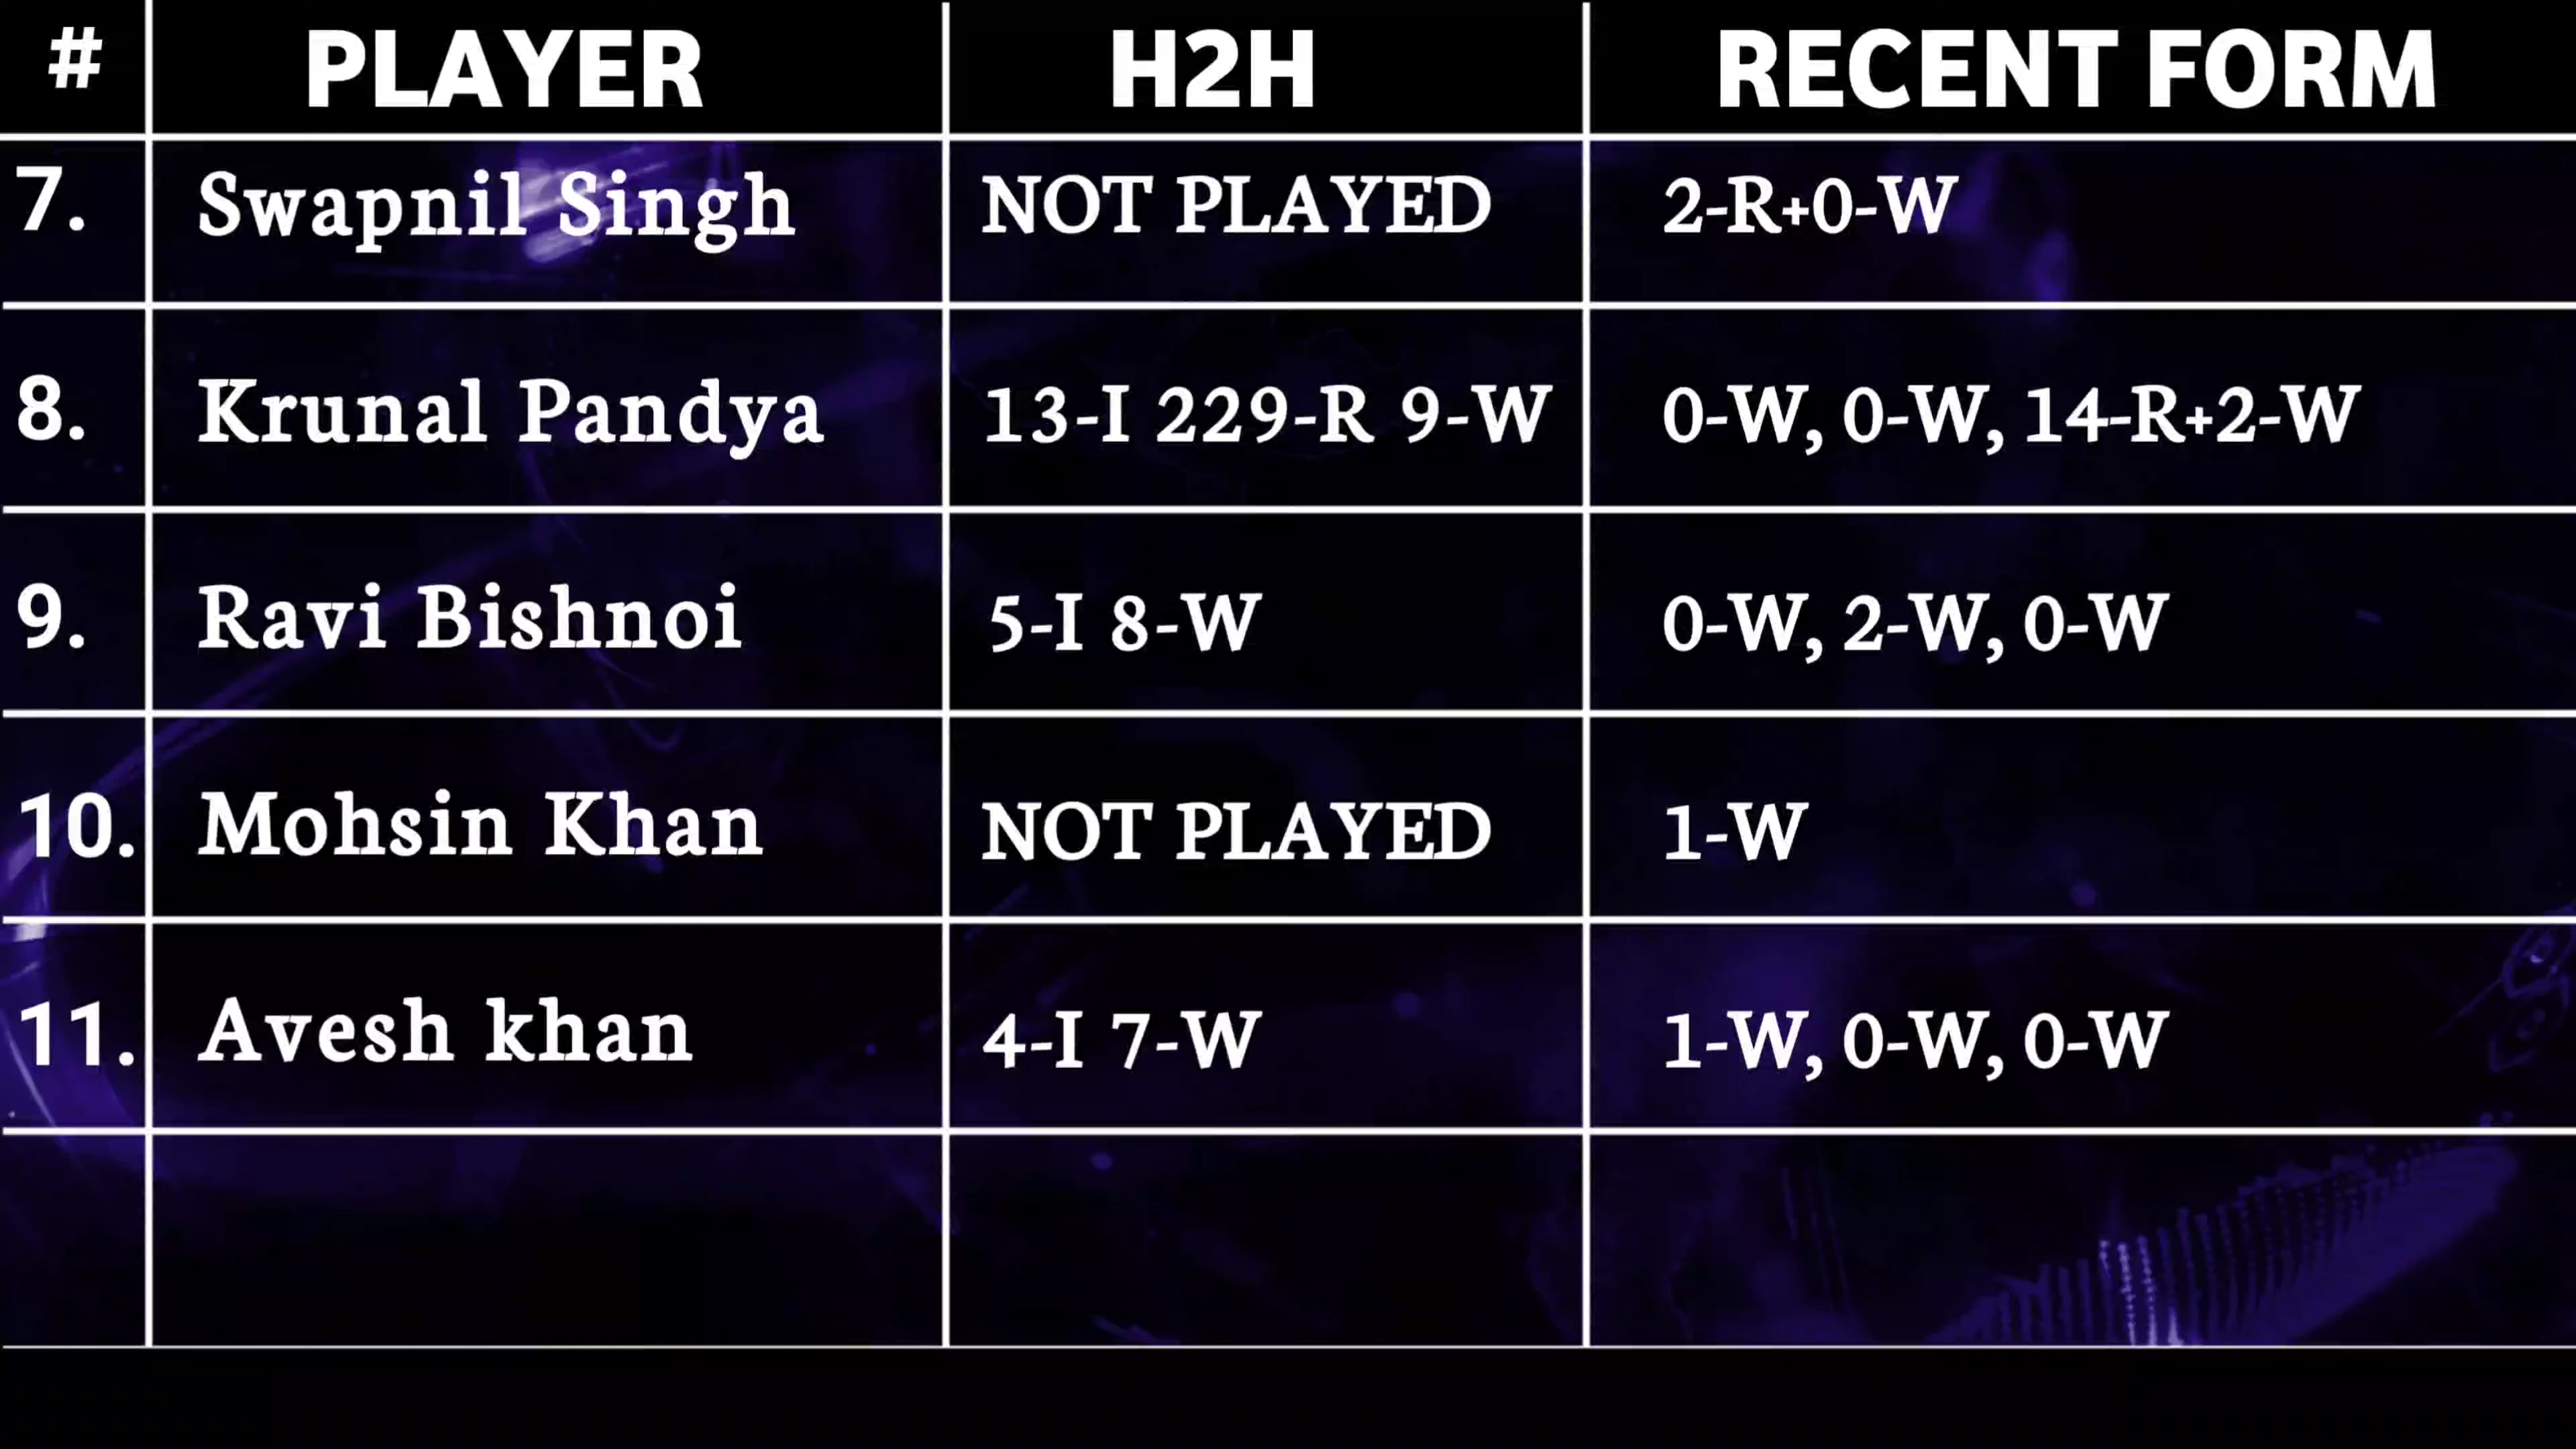 # PLAYER H2H RECENT FORM
7. Swapnil Singh NOT PLAYED 2-R+0-W
8. Krunal Pandya 13-I 229-R 9-W 0-W, 0-W, 14-R+2-W
9. Ravi Bishnoi 5-I 8-W 0-W, 2-W, 0-W
10. Mohsin Khan NOT PLAYED 1-W
11. Avesh khan 4-I 7-W 1-W, 0-W, 0-W